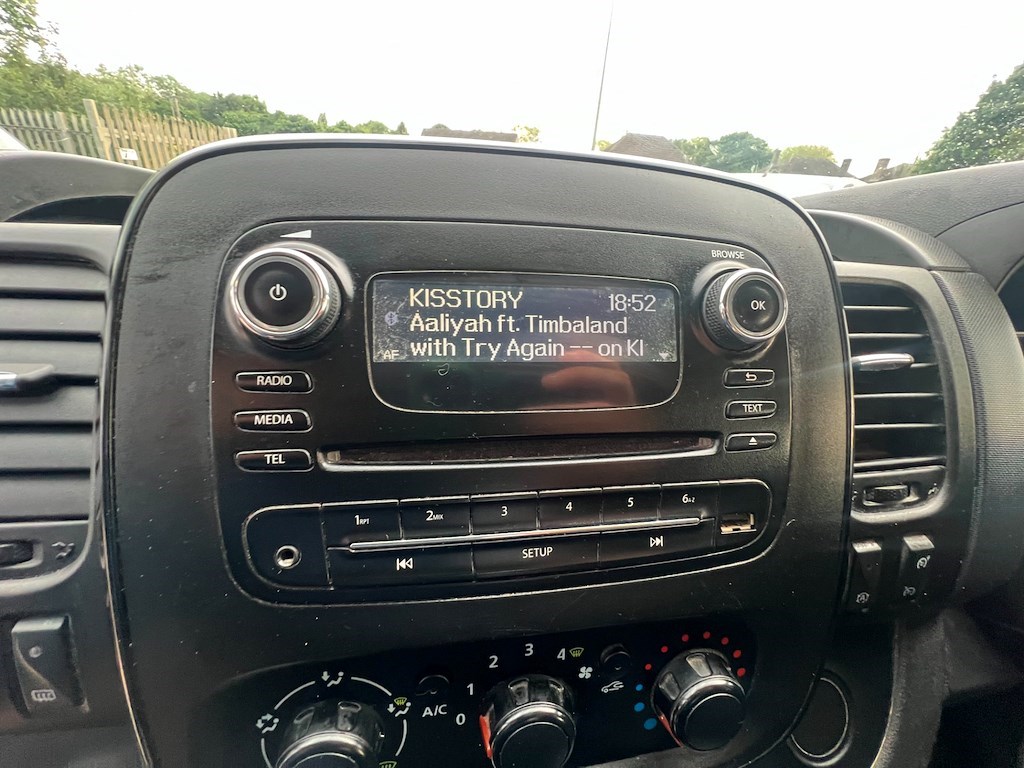 BROWSE
KISSTORY 18:52
Aaliyah ft. Timbaland
AF with Try Again -- on KI
OK
RADIO
MEDIA
TEL
TEXT
1RPT 2MIX 3 4 5 6A-Z
SETUP
A/C 0 1 2 3 4